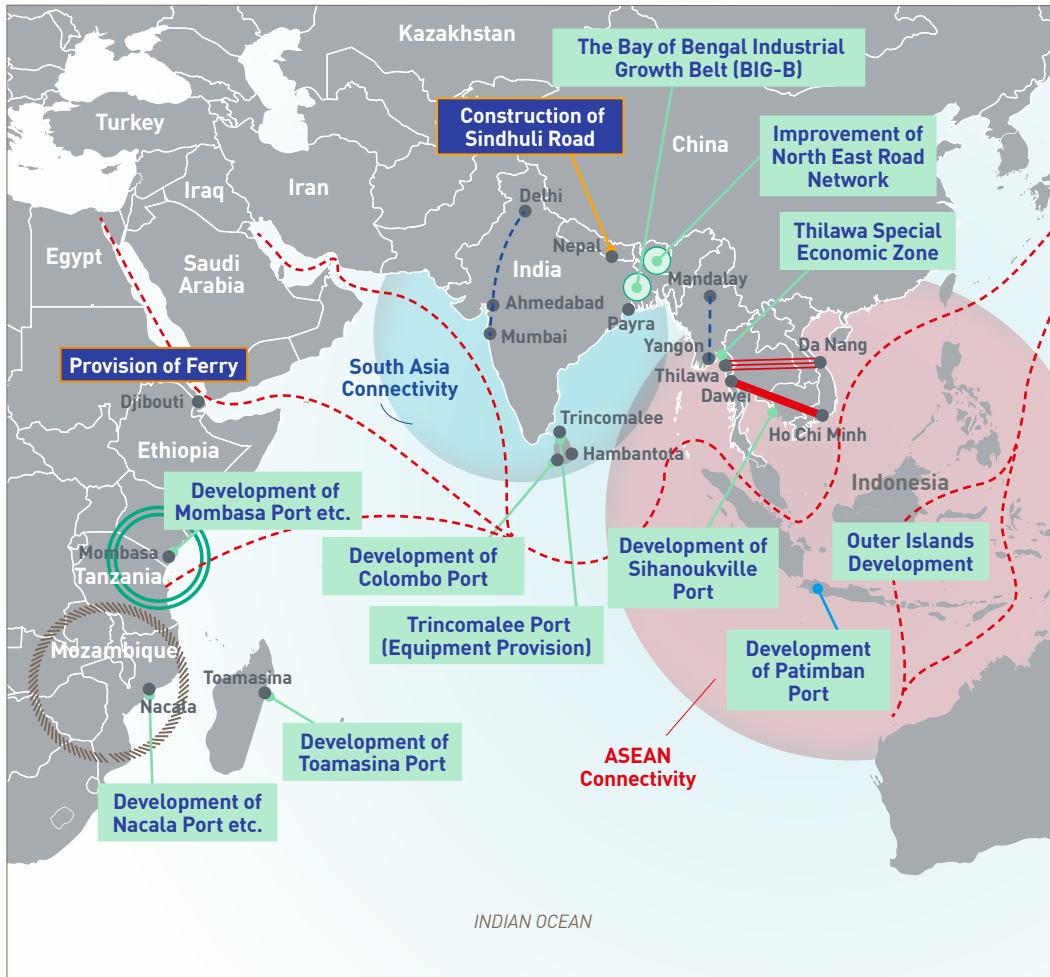 Kazakhstan
The Bay of Bengal Industrial
Growth Belt (BIG-B)
Turkey
Construction of
Sindhuli Road
China
Improvement of
North East Road
Network
Iraq
Iran
Delhi
Egypt
Saudi
Arabia
Nepal
India
Thilawa Special
Economic Zone
Mandalay
Ahmedabad
Payra
Mumbai
Yangon
Da Nang
Provision of Ferry
South Asia
Connectivity
Thilawa
Dawei
Djibouti
Trincomalee
Ho Chi Minh
Ethiopia
Hambantota
Indonesia
Development of
Mombasa Port etc.
Mombasa
Tanzania
Development of
Colombo Port
Development of
Sihanoukville
Port
Outer Islands
Development
Trincomalee Port
(Equipment Provision)
Mozambique
Development
of Patimban
Port
Toamasina
Nacala
Development of
Toamasina Port
ASEAN
Connectivity
Development of
Nacala Port etc.
INDIAN OCEAN